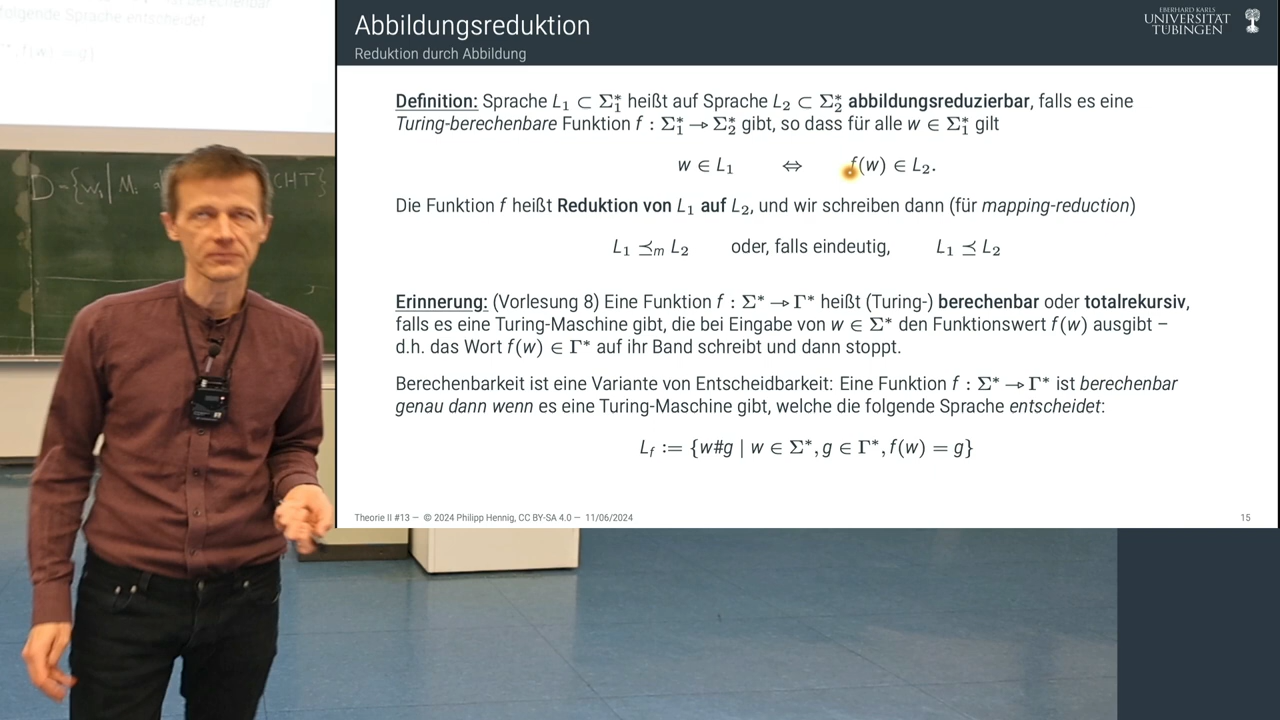 Abbildungsreduktion
Reduktion durch Abbildung
EBERHARD KARLS
UNIVERSITÄT
TÜBINGEN
Definition: Sprache L₁ ⊂ Σ₁* heißt auf Sprache L₂ ⊂ Σ₂* abbildungsreduzierbar, falls es eine
Turing-berechenbare Funktion f : Σ₁* → Σ₂* gibt, so dass für alle w ∈ Σ₁* gilt
w ∈ L₁ ⇔ f(w) ∈ L₂.
Die Funktion f heißt Reduktion von L₁ auf L₂, und wir schreiben dann (für mapping-reduction)
L₁ ⪯ₘ L₂ oder, falls eindeutig, L₁ ⪯ L₂
Erinnerung: (Vorlesung 8) Eine Funktion f : Σ* → Γ* heißt (Turing-) berechenbar oder totalrekursiv,
falls es eine Turing-Maschine gibt, die bei Eingabe von w ∈ Σ* den Funktionswert f(w) ausgibt –
d.h. das Wort f(w) ∈ Γ* auf ihr Band schreibt und dann stoppt.
Berechenbarkeit ist eine Variante von Entscheidbarkeit: Eine Funktion f : Σ* → Γ* ist berechenbar
genau dann wenn es eine Turing-Maschine gibt, welche die folgende Sprache entscheidet:
L_f := {w#g | w ∈ Σ*, g ∈ Γ*, f(w) = g}
Theorie II #13 — © 2024 Philipp Hennig, CC BY-SA 4.0 — 11/06/2024
15
folgende Sprache entscheidet
D={wᵢ| Mᵢ